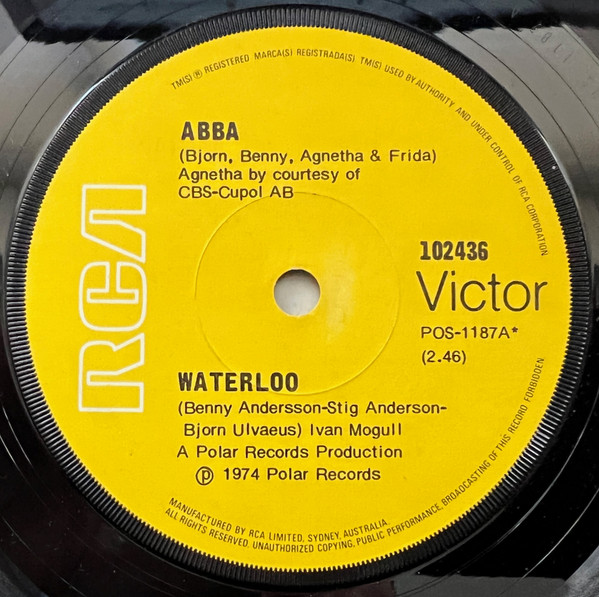 TM(S) ® REGISTERED MARCA(S) REGISTRADA(S) TM(S) USED BY AUTHORITY AND UNDER CONTROL OF RCA CORPORATION.
ABBA
(Bjorn, Benny, Agnetha & Frida)
Agnetha by courtesy of
CBS-Cupol AB
RCA
102436
Victor
POS-1187A*
(2.46)
WATERLOO
(Benny Andersson-Stig Anderson-
Bjorn Ulvaeus) Ivan Mogull
A Polar Records Production
℗ 1974 Polar Records
MANUFACTURED BY RCA LIMITED, SYDNEY, AUSTRALIA.
ALL RIGHTS RESERVED. UNAUTHORIZED COPYING, PUBLIC PERFORMANCE, BROADCASTING OF THIS RECORD FORBIDDEN.